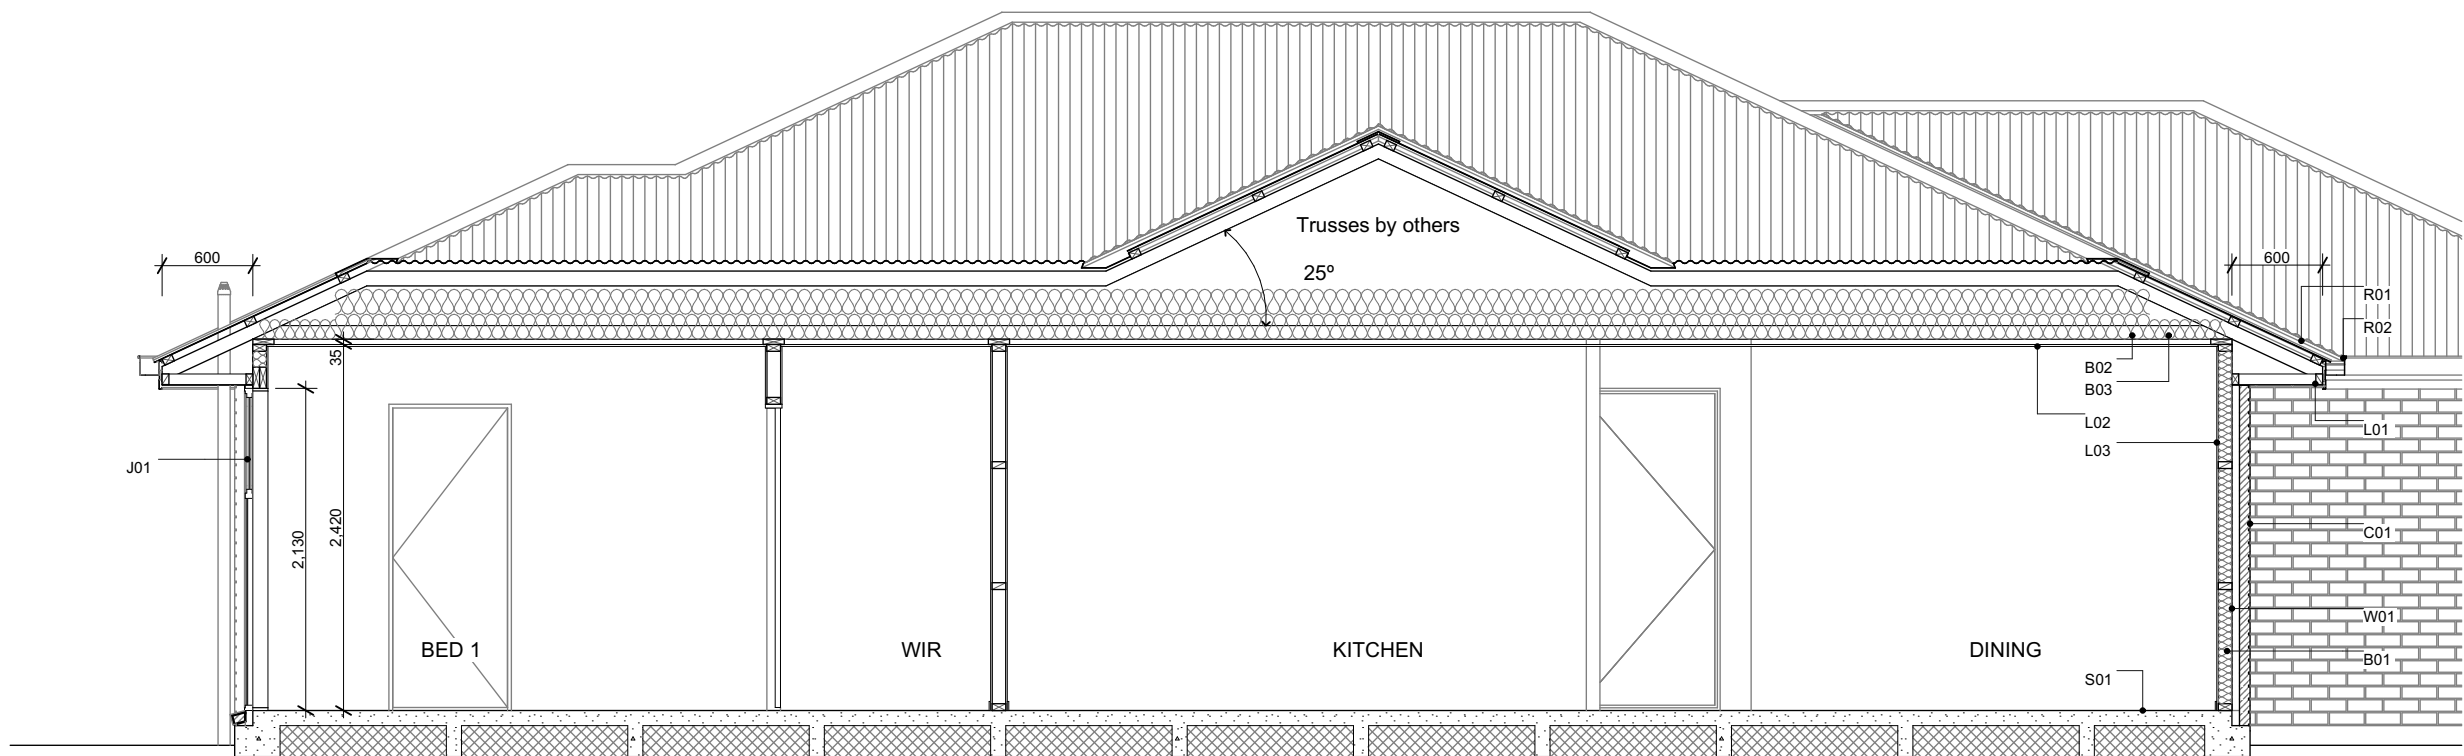 Trusses by others
600
25º
600
R01
R02
35
B02
B03
L02
L01
L03
J01
2,130
2,420
C01
W01
BED 1
WIR
KITCHEN
DINING
B01
S01